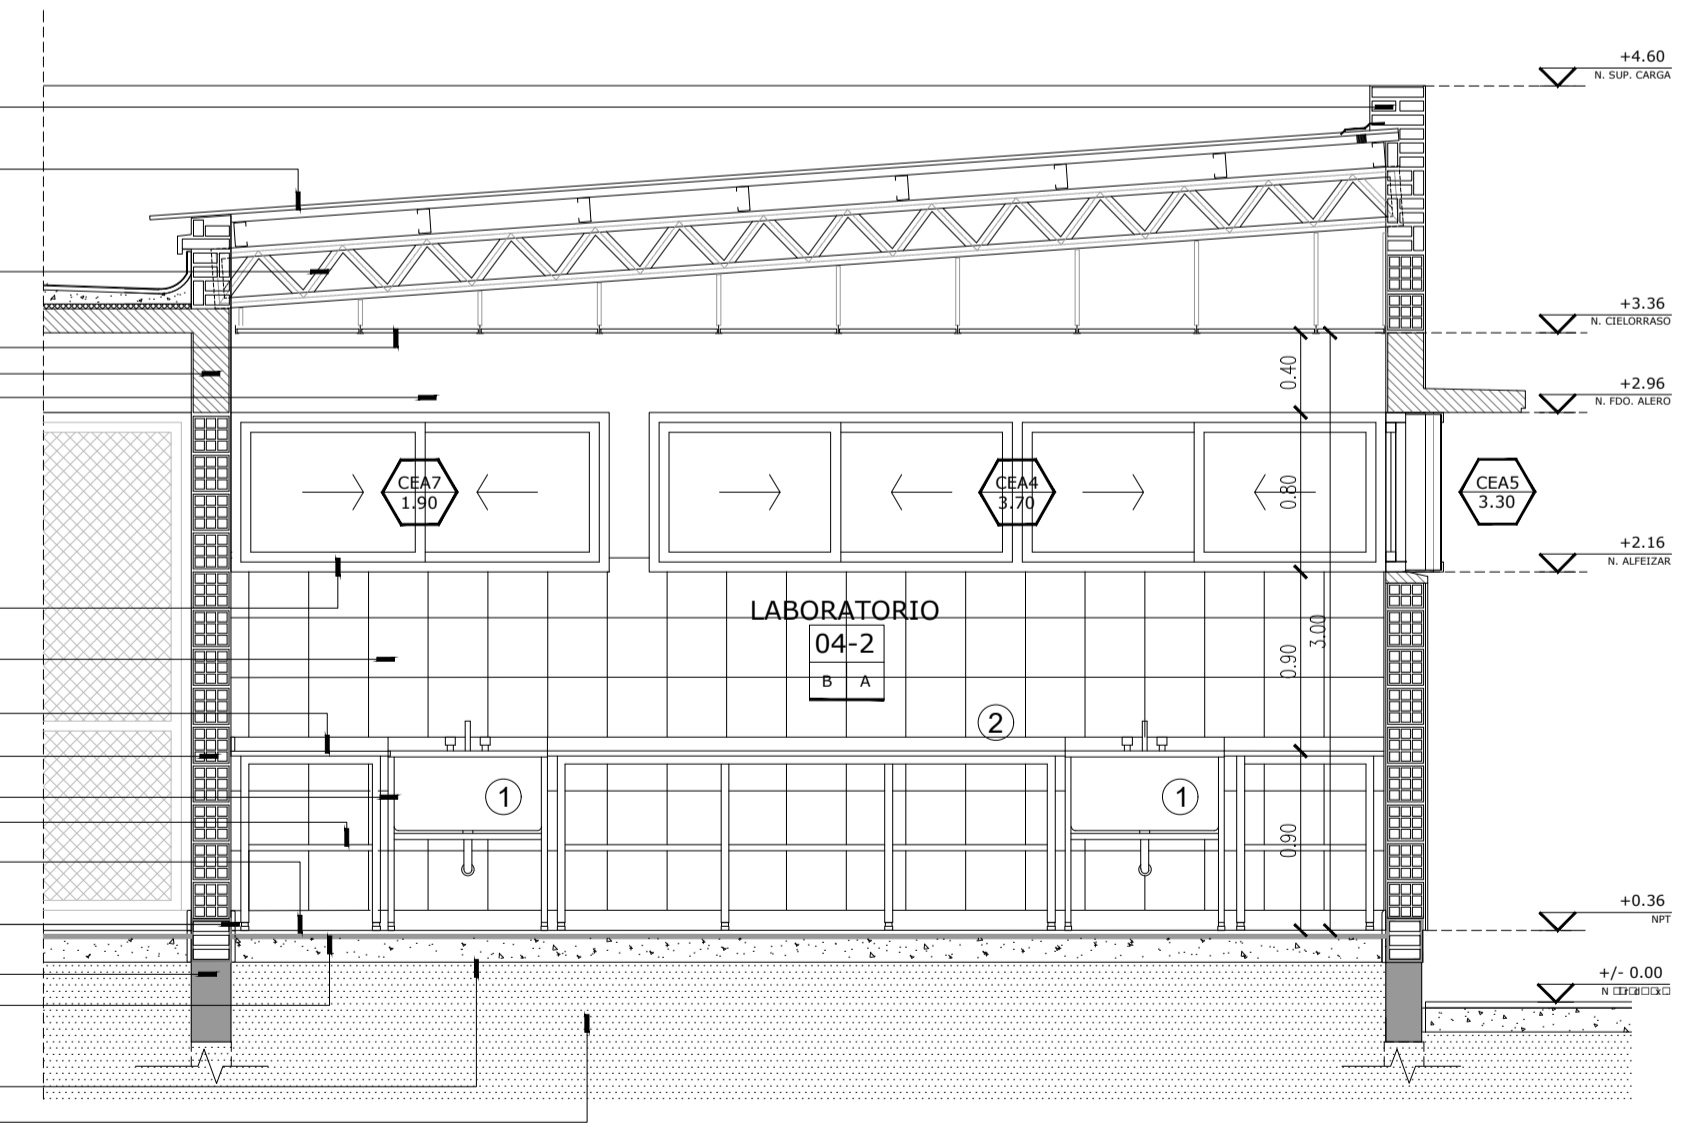 +4.60
N. SUP. CARGA
+3.36
N. CIELORRASO
0.40
+2.96
N. FDO. ALERO
CEA7
1.90
CEA4
3.70
0.80
CEA5
3.30
+2.16
N. ALFEIZAR
LABORATORIO
04-2
B A
3.00
0.90
2
1
1
0.90
+0.36
NPT
+/- 0.00
N